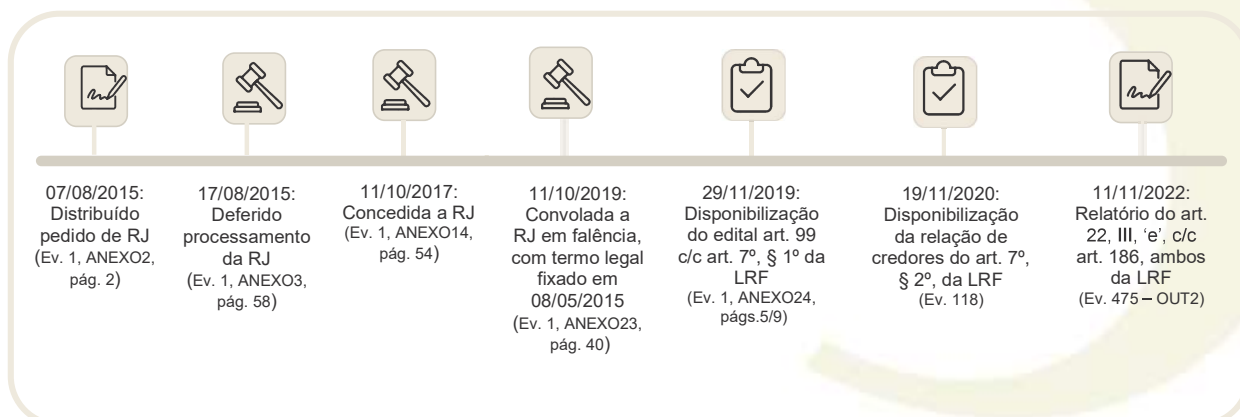 07/08/2015:
Distribuído
pedido de RJ
(Ev. 1, ANEXO2,
pág. 2)
17/08/2015:
Deferido
processamento
da RJ
(Ev. 1, ANEXO3,
pág. 58)
11/10/2017:
Concedida a RJ
(Ev. 1, ANEXO14,
pág. 54)
11/10/2019:
Convolada a
RJ em falência,
com termo legal
fixado em
08/05/2015
(Ev. 1, ANEXO23,
pág. 40)
29/11/2019:
Disponibilização
do edital art. 99
c/c art. 7º, § 1º da
LRF
(Ev. 1, ANEXO24,
págs.5/9)
19/11/2020:
Disponibilização
da relação de
credores do art. 7º,
§ 2º, da LRF
(Ev. 118)
11/11/2022:
Relatório do art.
22, III, ‘e’, c/c
art. 186, ambos
da LRF
(Ev. 475 – OUT2)